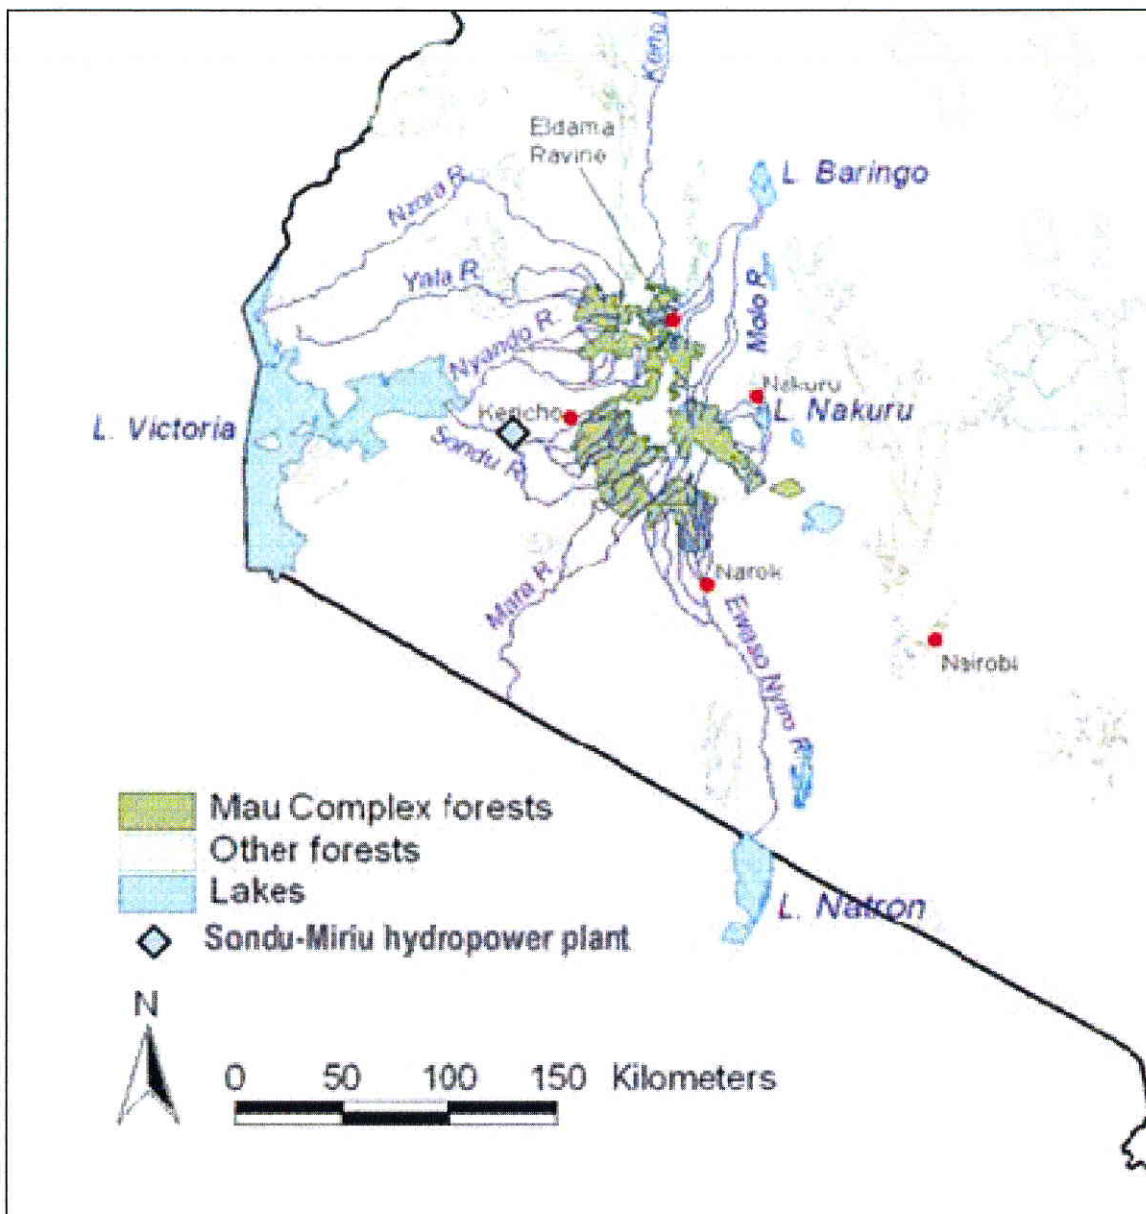 Eldama
Ravine
L. Baringo
Nzoia R.
Yala R.
Molo R.
Nyando R.
Nakuru
L. Nakuru
Kericho
L. Victoria
Sondu R.
Mara R.
Narok
Ewaso Nyiro R.
Nairobi
Mau Complex forests
Other forests
Lakes
L. Natron
Sondu-Miriu hydropower plant
N
0 50 100 150 Kilometers